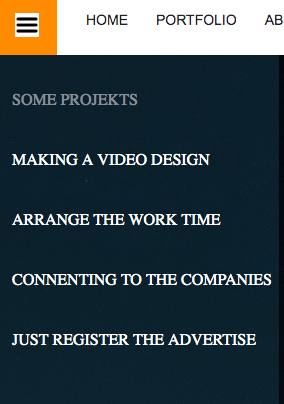 HOME PORTFOLIO AB
SOME PROJEKTS
MAKING A VIDEO DESIGN
ARRANGE THE WORK TIME
CONNENTING TO THE COMPANIES
JUST REGISTER THE ADVERTISE